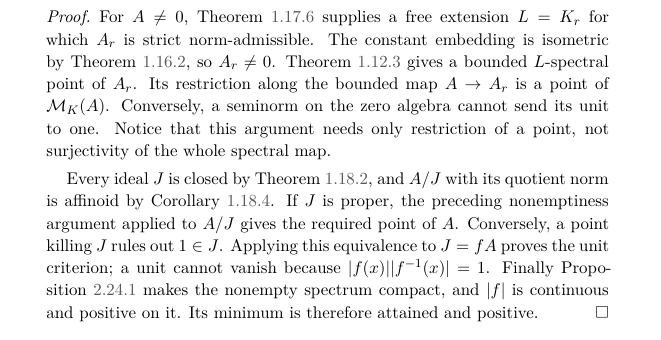 Proof. For A ≠ 0, Theorem 1.17.6 supplies a free extension L = Kᵣ for
which Aᵣ is strict norm-admissible. The constant embedding is isometric
by Theorem 1.16.2, so Aᵣ ≠ 0. Theorem 1.12.3 gives a bounded L-spectral
point of Aᵣ. Its restriction along the bounded map A → Aᵣ is a point of
ℳ_K(A). Conversely, a seminorm on the zero algebra cannot send its unit
to one. Notice that this argument needs only restriction of a point, not
surjectivity of the whole spectral map.
Every ideal J is closed by Theorem 1.18.2, and A/J with its quotient norm
is affinoid by Corollary 1.18.4. If J is proper, the preceding nonemptiness
argument applied to A/J gives the required point of A. Conversely, a point
killing J rules out 1 ∈ J. Applying this equivalence to J = fA proves the unit
criterion; a unit cannot vanish because |f(x)||f⁻¹(x)| = 1. Finally Propo-
sition 2.24.1 makes the nonempty spectrum compact, and |f| is continuous
and positive on it. Its minimum is therefore attained and positive. □